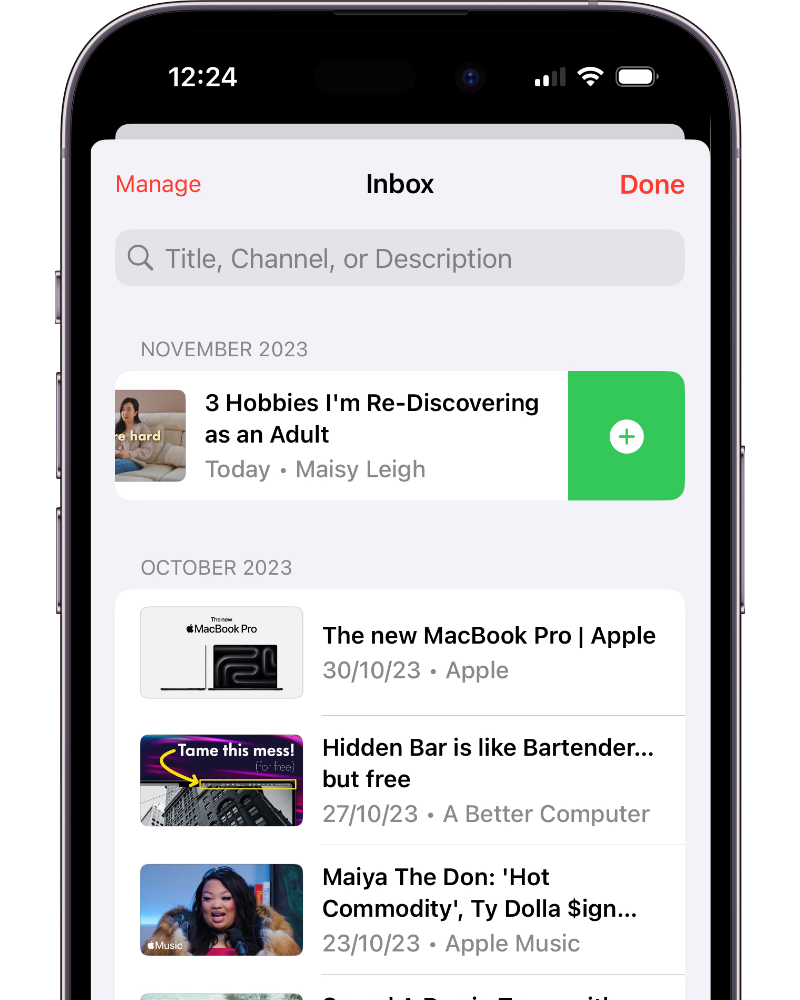 12:24
Manage
Inbox
Done
Title, Channel, or Description
NOVEMBER 2023
re hard
3 Hobbies I'm Re-Discovering
as an Adult
Today • Maisy Leigh
OCTOBER 2023
The new
MacBook Pro
The new MacBook Pro | Apple
30/10/23 • Apple
Tame this mess!
(for free)
Hidden Bar is like Bartender...
but free
27/10/23 • A Better Computer
Music
Maiya The Don: 'Hot
Commodity', Ty Dolla $ign...
23/10/23 • Apple Music